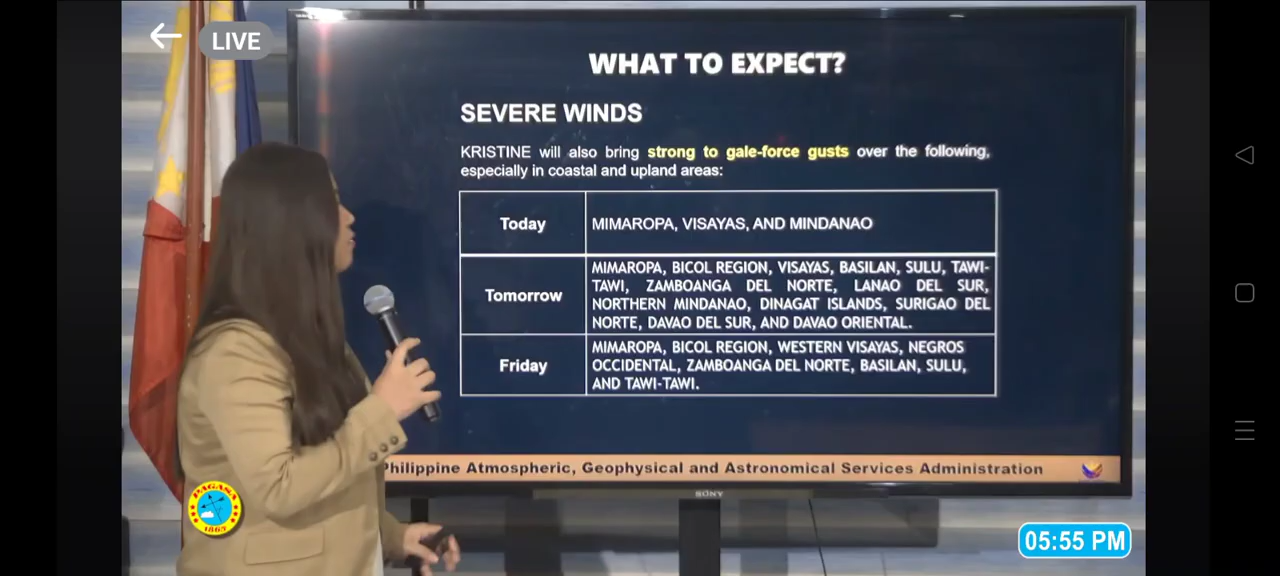 LIVE
WHAT TO EXPECT?
SEVERE WINDS
KRISTINE will also bring strong to gale-force gusts over the following,
especially in coastal and upland areas:
Today
MIMAROPA, VISAYAS, AND MINDANAO
Tomorrow
MIMAROPA, BICOL REGION, VISAYAS, BASILAN, SULU, TAWI-
TAWI, ZAMBOANGA DEL NORTE, LANAO DEL SUR,
NORTHERN MINDANAO, DINAGAT ISLANDS, SURIGAO DEL
NORTE, DAVAO DEL SUR, AND DAVAO ORIENTAL.
Friday
MIMAROPA, BICOL REGION, WESTERN VISAYAS, NEGROS
OCCIDENTAL, ZAMBOANGA DEL NORTE, BASILAN, SULU,
AND TAWI-TAWI.
Philippine Atmospheric, Geophysical and Astronomical Services Administration
SONY
PAGASA
1865
05:55 PM